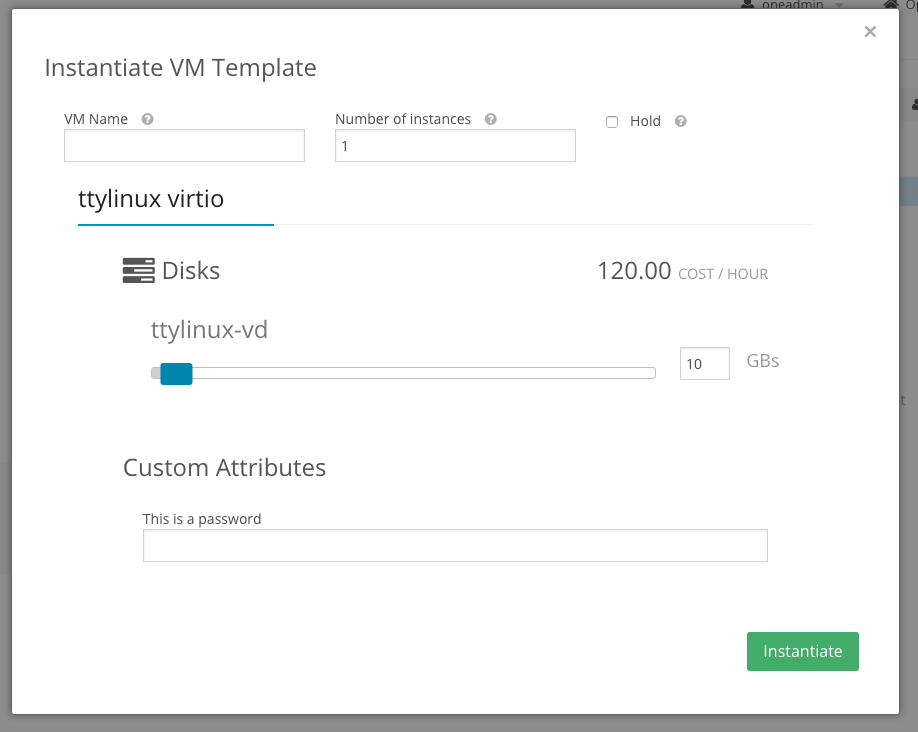 oneadmin
×
Instantiate VM Template
VM Name ?
Number of instances ?
Hold ?
1
ttylinux virtio
Disks
120.00 COST / HOUR
ttylinux-vd
10 GBs
Custom Attributes
This is a password
Instantiate